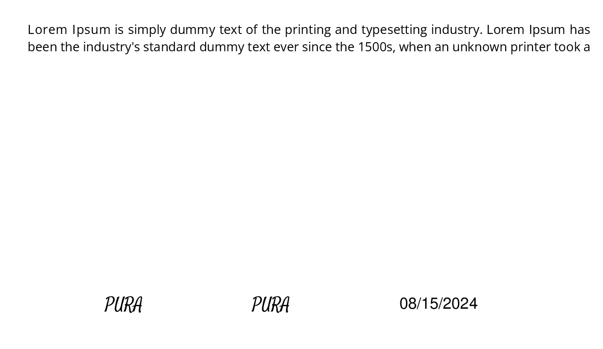 Lorem Ipsum is simply dummy text of the printing and typesetting industry. Lorem Ipsum has
been the industry's standard dummy text ever since the 1500s, when an unknown printer took a
PURA PURA 08/15/2024